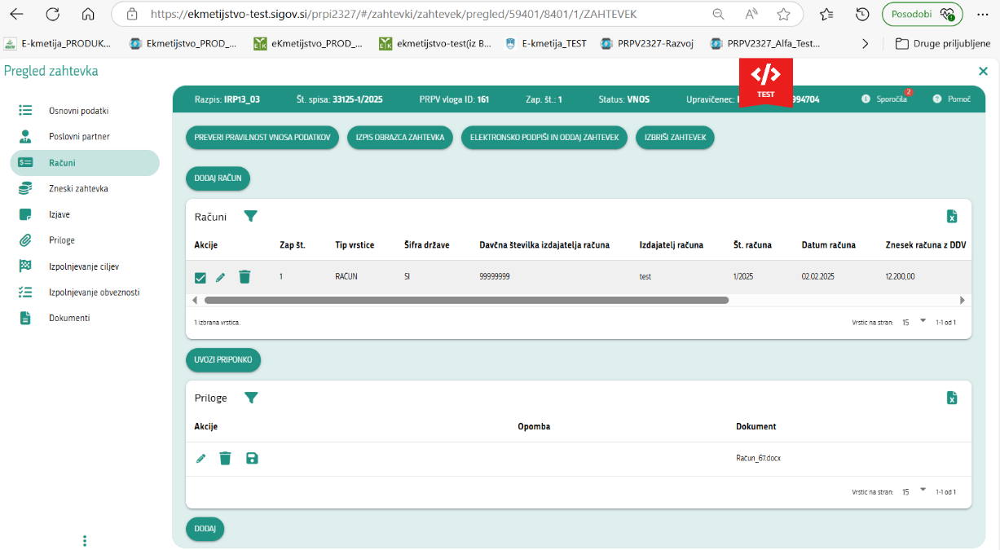 https://ekmetijstvo-test.sigov.si/prpi2327/#/zahtevki/zahtevek/pregled/59401/8401/1/ZAHTEVEK
Posodobi
E-kmetija_PRODUK...
Ekmetijstvo_PROD_...
eKmetijstvo_PROD_...
ekmetijstvo-test(iz B...
E-kmetija_TEST
PRPV2327-Razvoj
PRPV2327_Alfa_Test...
Druge priljubljene
Pregled zahtevka
TEST
Razpis: IRP13_03
Št. spisa: 33125-1/2025
PRPV vloga ID: 161
Zap. št.: 1
Status: VNOS
Upravičenec:
994704
Sporočila
2
Pomoč
Osnovni podatki
Poslovni partner
Računi
Zneski zahtevka
Izjave
Priloge
Izpolnjevanje ciljev
Izpolnjevanje obveznosti
Dokumenti
PREVERI PRAVILNOST VNOSA PODATKOV
IZPIS OBRAZCA ZAHTEVKA
ELEKTRONSKO PODPIŠI IN ODDAJ ZAHTEVEK
IZBRIŠI ZAHTEVEK
DODAJ RAČUN
Računi
Akcije Zap št. Tip vrstice Šifra države Davčna številka izdajatelja računa Izdajatelj računa Št. računa Datum računa Znesek računa z DDV
1 RAČUN SI 99999999 test 1/2025 02.02.2025 12.200,00
1 izbrana vrstica.
Vrstic na stran: 15 1-1 od 1
UVOZI PRIPONKO
Priloge
Akcije Opomba Dokument
Račun_67.docx
Vrstic na stran: 15 1-1 od 1
DODAJ